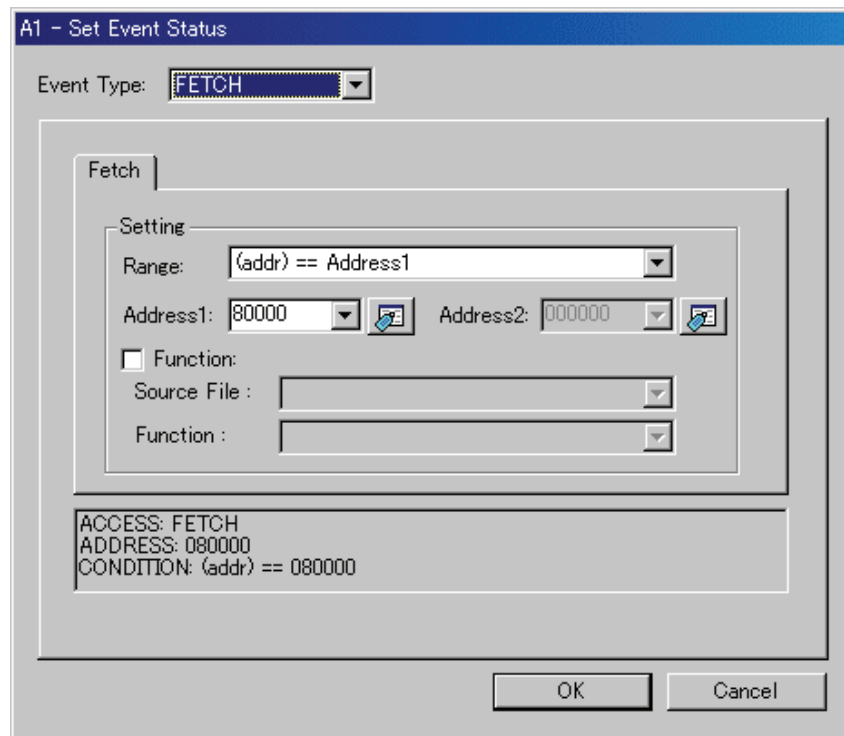 A1 - Set Event Status
Event Type: FETCH
Fetch
Setting
Range: (addr) == Address1
Address1: 80000 Address2: 000000
Function:
Source File :
Function :
ACCESS: FETCH
ADDRESS: 080000
CONDITION: (addr) == 080000
OK Cancel